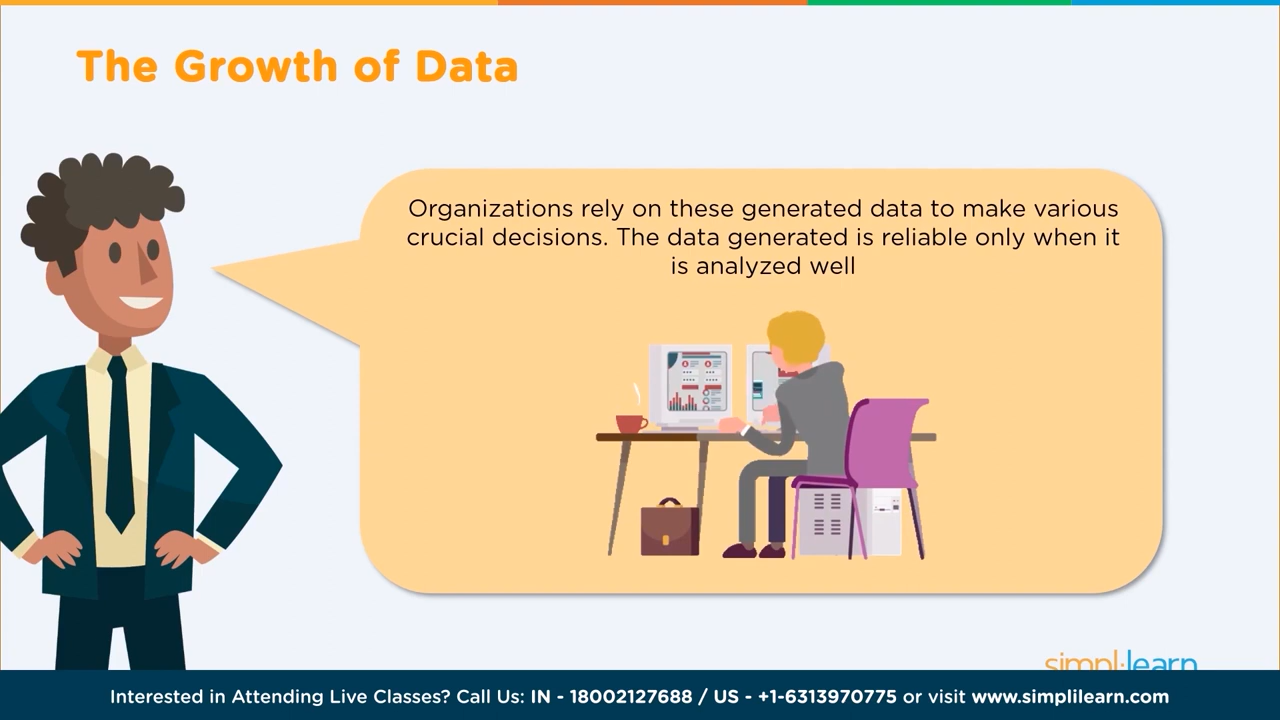 The Growth of Data
Organizations rely on these generated data to make various
crucial decisions. The data generated is reliable only when it
is analyzed well
simplilearn
Interested in Attending Live Classes? Call Us: IN - 18002127688 / US - +1-6313970775 or visit www.simplilearn.com